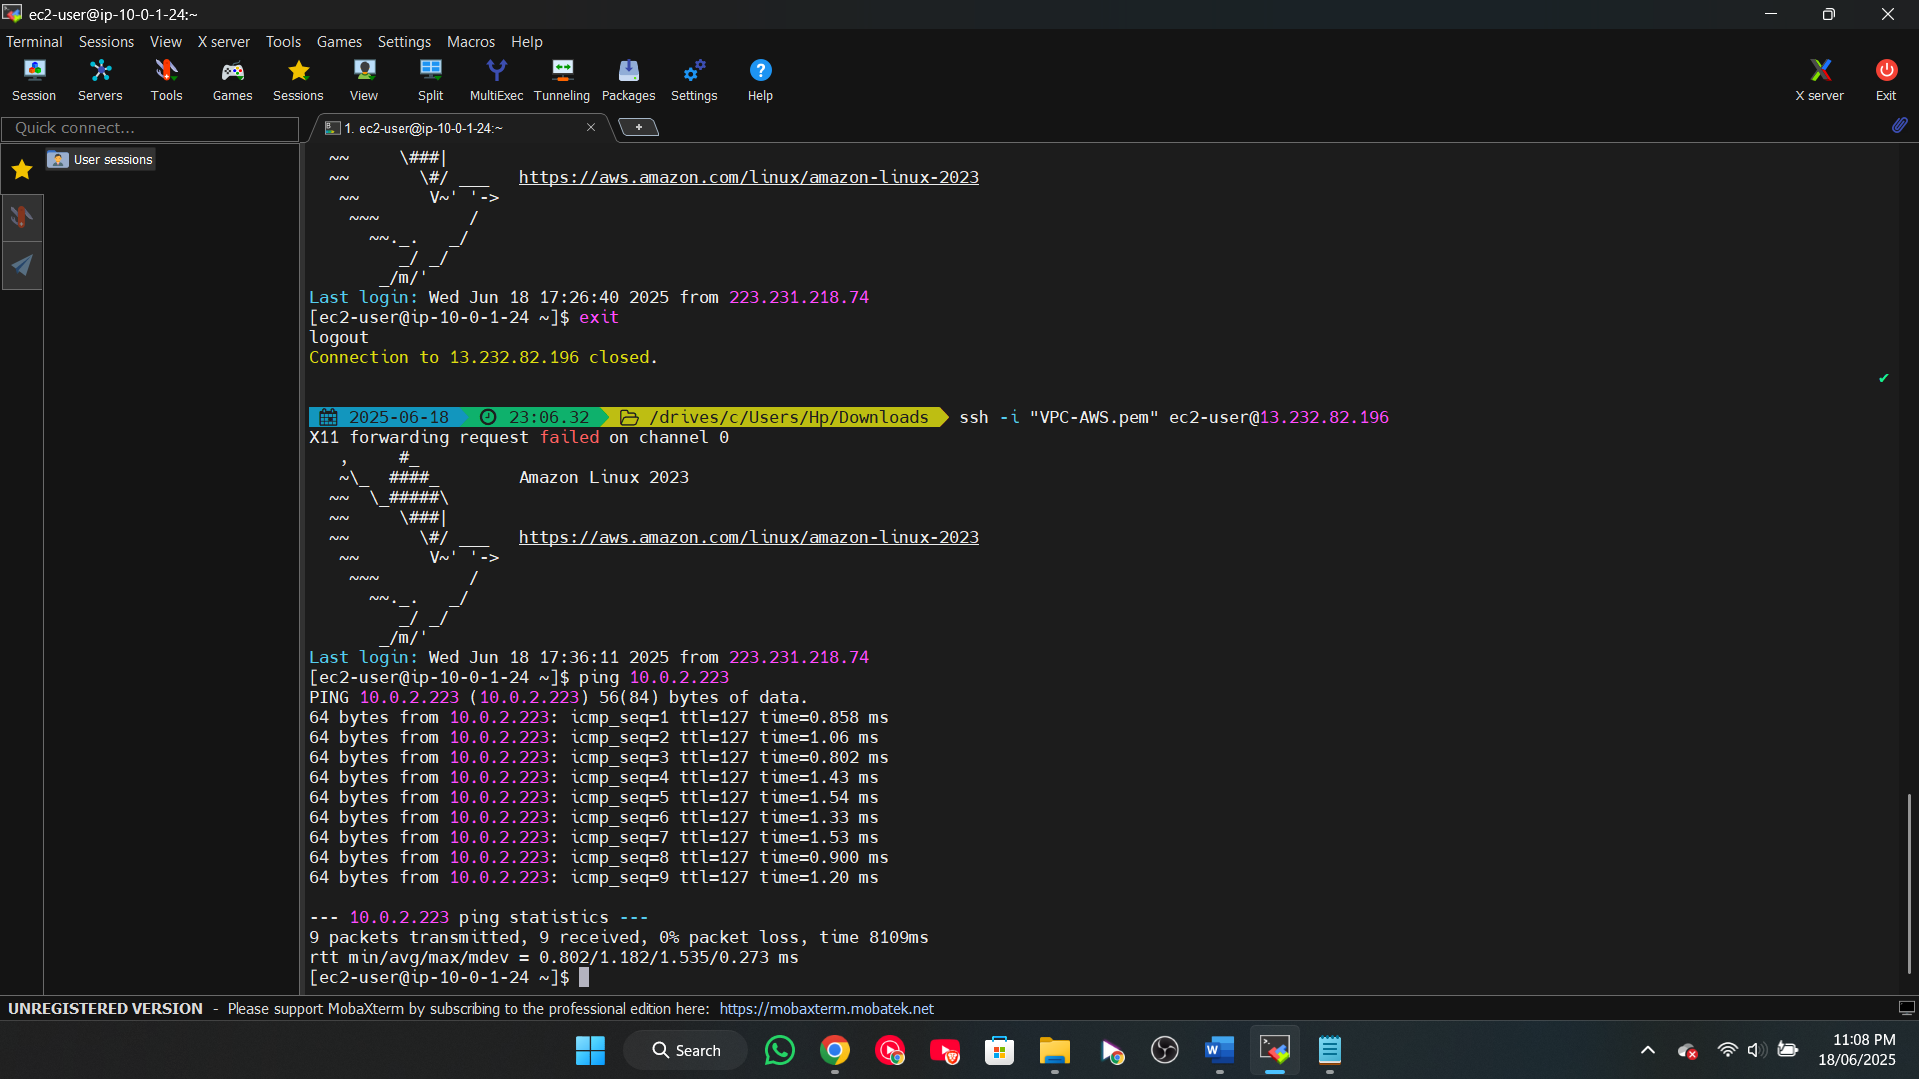 ec2-user@ip-10-0-1-24:~
Terminal Sessions View X server Tools Games Settings Macros Help
Session Servers Tools Games Sessions View Split MultiExec Tunneling Packages Settings Help X server Exit
Quick connect...
1. ec2-user@ip-10-0-1-24:~
User sessions
   ~~     \###|
  ~~       \#/ ___   https://aws.amazon.com/linux/amazon-linux-2023
   ~~       V~' '->
    ~~~         /
      ~~._.   _/
         _/ _/
       _/m/'
Last login: Wed Jun 18 17:26:40 2025 from 223.231.218.74
[ec2-user@ip-10-0-1-24 ~]$ exit
logout
Connection to 13.232.82.196 closed.
2025-06-18 23:06.32 /drives/c/Users/Hp/Downloads ssh -i "VPC-AWS.pem" ec2-user@13.232.82.196
X11 forwarding request failed on channel 0
   ,     #_
   ~\_  ####_        Amazon Linux 2023
  ~~  \_#####\
  ~~     \###|
  ~~       \#/ ___   https://aws.amazon.com/linux/amazon-linux-2023
   ~~       V~' '->
    ~~~         /
      ~~._.   _/
         _/ _/
       _/m/'
Last login: Wed Jun 18 17:36:11 2025 from 223.231.218.74
[ec2-user@ip-10-0-1-24 ~]$ ping 10.0.2.223
PING 10.0.2.223 (10.0.2.223) 56(84) bytes of data.
64 bytes from 10.0.2.223: icmp_seq=1 ttl=127 time=0.858 ms
64 bytes from 10.0.2.223: icmp_seq=2 ttl=127 time=1.06 ms
64 bytes from 10.0.2.223: icmp_seq=3 ttl=127 time=0.802 ms
64 bytes from 10.0.2.223: icmp_seq=4 ttl=127 time=1.43 ms
64 bytes from 10.0.2.223: icmp_seq=5 ttl=127 time=1.54 ms
64 bytes from 10.0.2.223: icmp_seq=6 ttl=127 time=1.33 ms
64 bytes from 10.0.2.223: icmp_seq=7 ttl=127 time=1.53 ms
64 bytes from 10.0.2.223: icmp_seq=8 ttl=127 time=0.900 ms
64 bytes from 10.0.2.223: icmp_seq=9 ttl=127 time=1.20 ms
--- 10.0.2.223 ping statistics ---
9 packets transmitted, 9 received, 0% packet loss, time 8109ms
rtt min/avg/max/mdev = 0.802/1.182/1.535/0.273 ms
[ec2-user@ip-10-0-1-24 ~]$
UNREGISTERED VERSION - Please support MobaXterm by subscribing to the professional edition here: https://mobaxterm.mobatek.net
Search
11:08 PM
18/06/2025